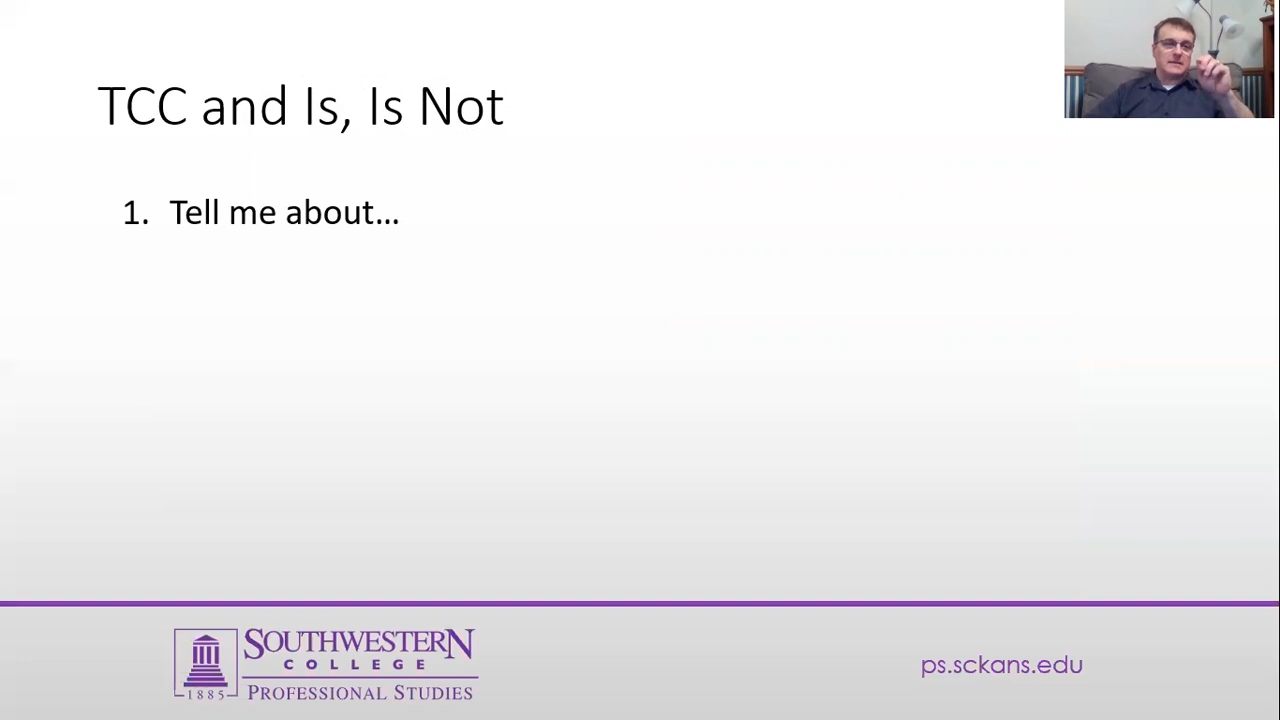 TCC and Is, Is Not
1. Tell me about...
SOUTHWESTERN
COLLEGE
1885
PROFESSIONAL STUDIES
ps.sckans.edu